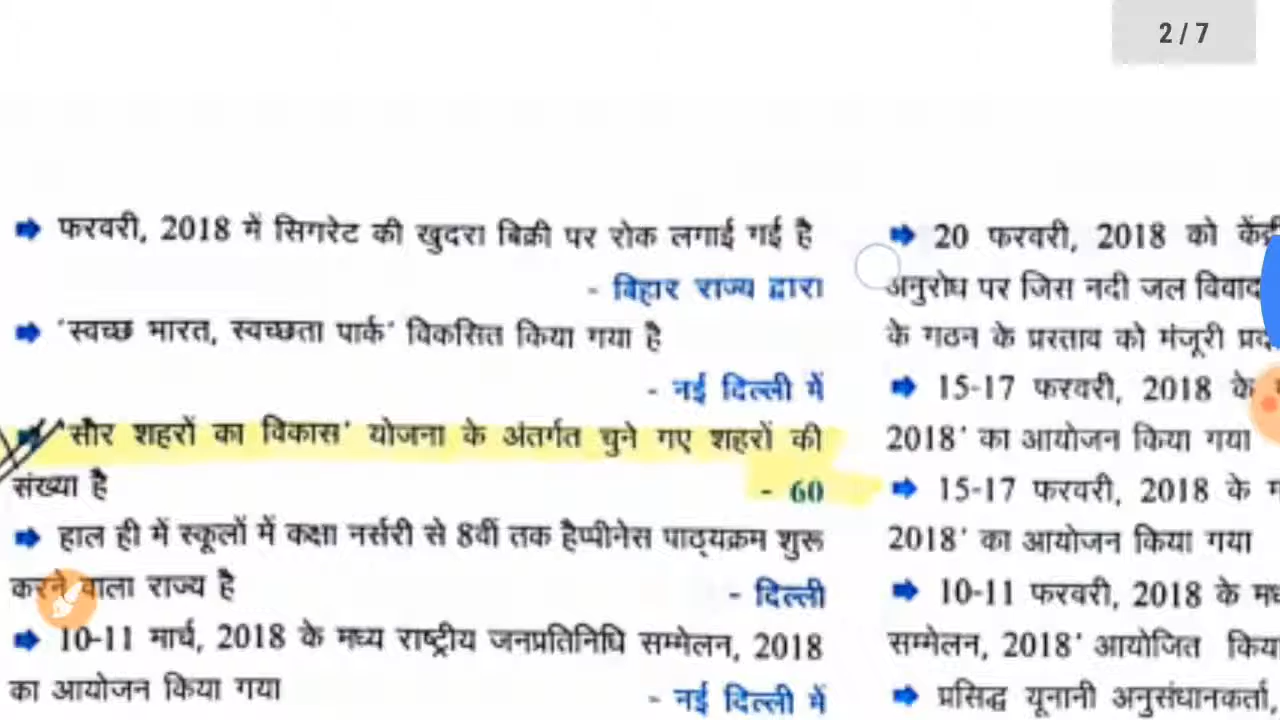 2 / 7
➡ फरवरी, 2018 में सिगरेट की खुदरा बिक्री पर रोक लगाई गई है
- बिहार राज्य द्वारा
➡ 'स्वच्छ भारत, स्वच्छता पार्क' विकसित किया गया है
- नई दिल्ली में
'सौर शहरों का विकास' योजना के अंतर्गत चुने गए शहरों की
संख्या है - 60
➡ हाल ही में स्कूलों में कक्षा नर्सरी से 8वीं तक हैप्पीनेस पाठ्यक्रम शुरू
करने वाला राज्य है - दिल्ली
➡ 10-11 मार्च, 2018 के मध्य राष्ट्रीय जनप्रतिनिधि सम्मेलन, 2018
का आयोजन किया गया - नई दिल्ली में
➡ 20 फरवरी, 2018 को
अनुरोध पर जिस नदी जल विवाद
के गठन के प्रस्ताव को मंजूरी
➡ 15-17 फरवरी, 2018 के
2018' का आयोजन किया गया
➡ 15-17 फरवरी, 2018 के
2018' का आयोजन किया गया
➡ 10-11 फरवरी, 2018 के
सम्मेलन, 2018' आयोजित
➡ प्रसिद्ध यूनानी अनुसंधानकर्ता,